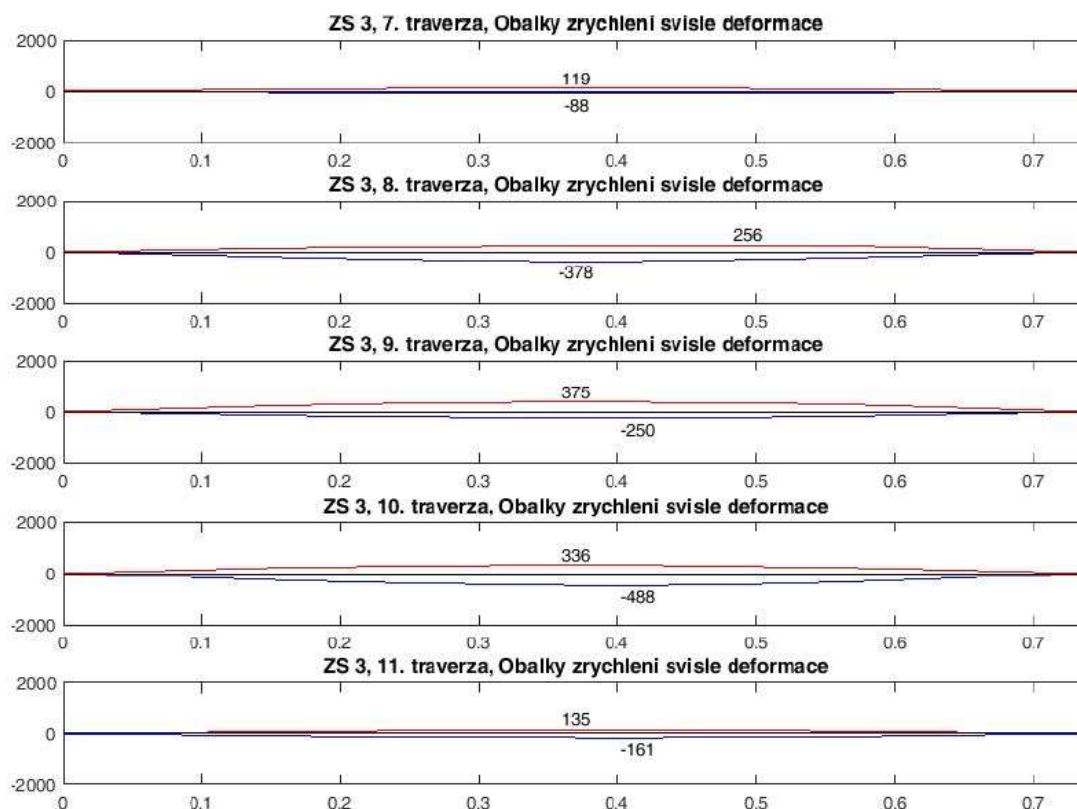 ZS 3, 7. traverza, Obalky zrychleni svisle deformace
2000
119
0
-88
-2000
0 0.1 0.2 0.3 0.4 0.5 0.6 0.7
ZS 3, 8. traverza, Obalky zrychleni svisle deformace
2000
256
0
-378
-2000
0 0.1 0.2 0.3 0.4 0.5 0.6 0.7
ZS 3, 9. traverza, Obalky zrychleni svisle deformace
2000
375
0
-250
-2000
0 0.1 0.2 0.3 0.4 0.5 0.6 0.7
ZS 3, 10. traverza, Obalky zrychleni svisle deformace
2000
336
0
-488
-2000
0 0.1 0.2 0.3 0.4 0.5 0.6 0.7
ZS 3, 11. traverza, Obalky zrychleni svisle deformace
2000
135
0
-161
-2000
0 0.1 0.2 0.3 0.4 0.5 0.6 0.7